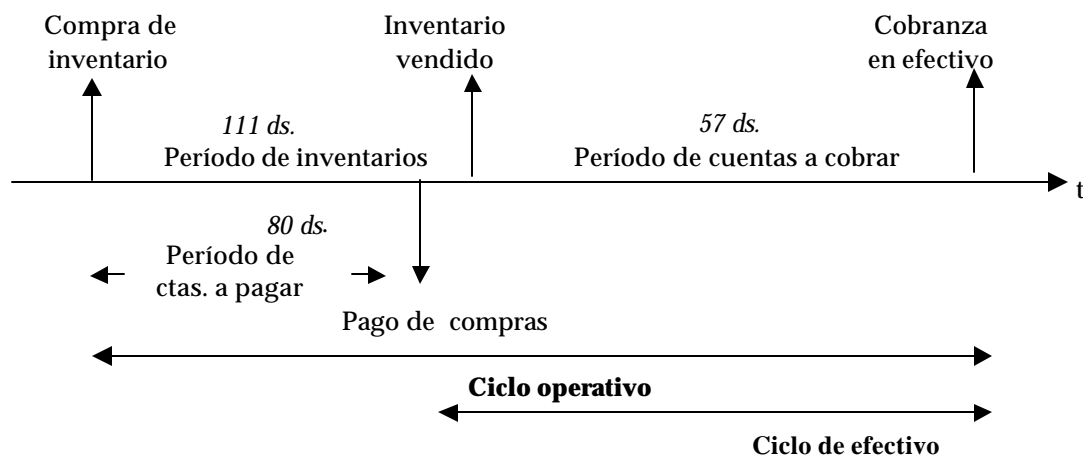 Compra de
inventario
Inventario
vendido
Cobranza
en efectivo
111 ds.
Período de inventarios
57 ds.
Período de cuentas a cobrar
t
80 ds.
Período de
ctas. a pagar
Pago de compras
Ciclo operativo
Ciclo de efectivo